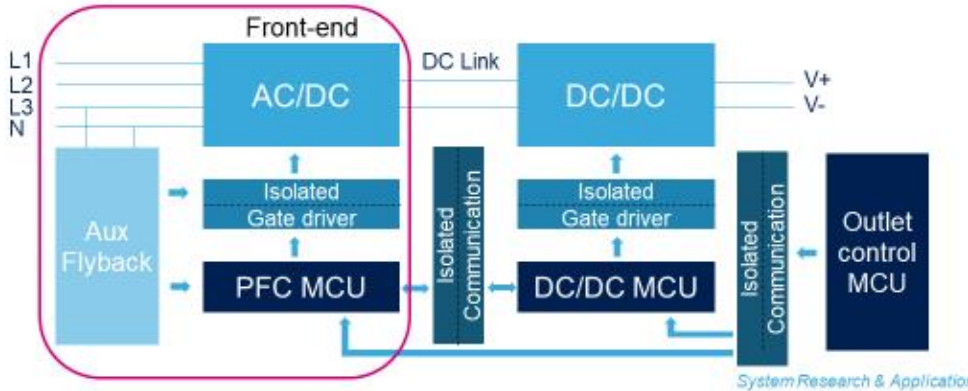 Front-end
L1
L2
L3
N
AC/DC
DC Link
DC/DC
V+
V-
Aux
Flyback
Isolated
Gate driver
PFC MCU
Isolated
Communication
Isolated
Gate driver
DC/DC MCU
Isolated
Communication
Outlet
control
MCU
System Research & Application